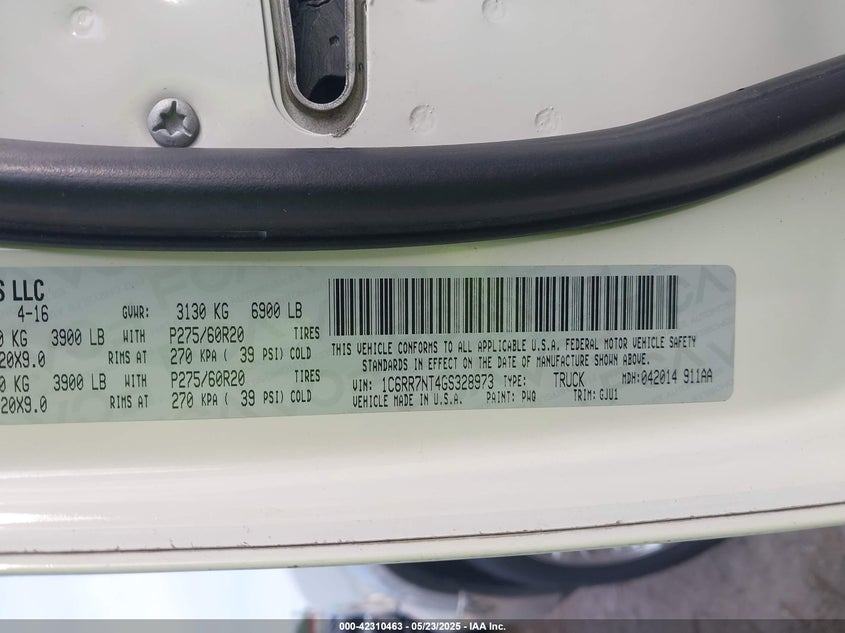 S LLC
4-16 GVWR: 3130 KG 6900 LB
0 KG 3900 LB WITH P275/60R20 TIRES
20X9.0 RIMS AT 270 KPA ( 39 PSI) COLD
0 KG 3900 LB WITH P275/60R20 TIRES
20X9.0 RIMS AT 270 KPA ( 39 PSI) COLD
THIS VEHICLE CONFORMS TO ALL APPLICABLE U.S.A. FEDERAL MOTOR VEHICLE SAFETY
STANDARDS IN EFFECT ON THE DATE OF MANUFACTURE SHOWN ABOVE.
VIN: 1C6RR7NT4GS328973 TYPE: TRUCK MDH:042014 911AA
VEHICLE MADE IN U.S.A. PAINT: PWQ TRIM: GJU1
000-42310463 - 05/23/2025 - IAA Inc.